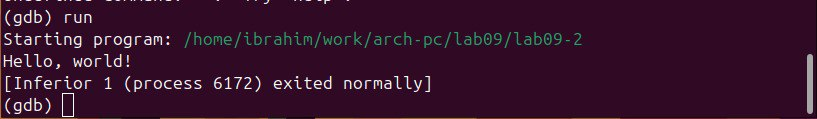 (gdb) run
Starting program: /home/ibrahim/work/arch-pc/lab09/lab09-2
Hello, world!
[Inferior 1 (process 6172) exited normally]
(gdb)